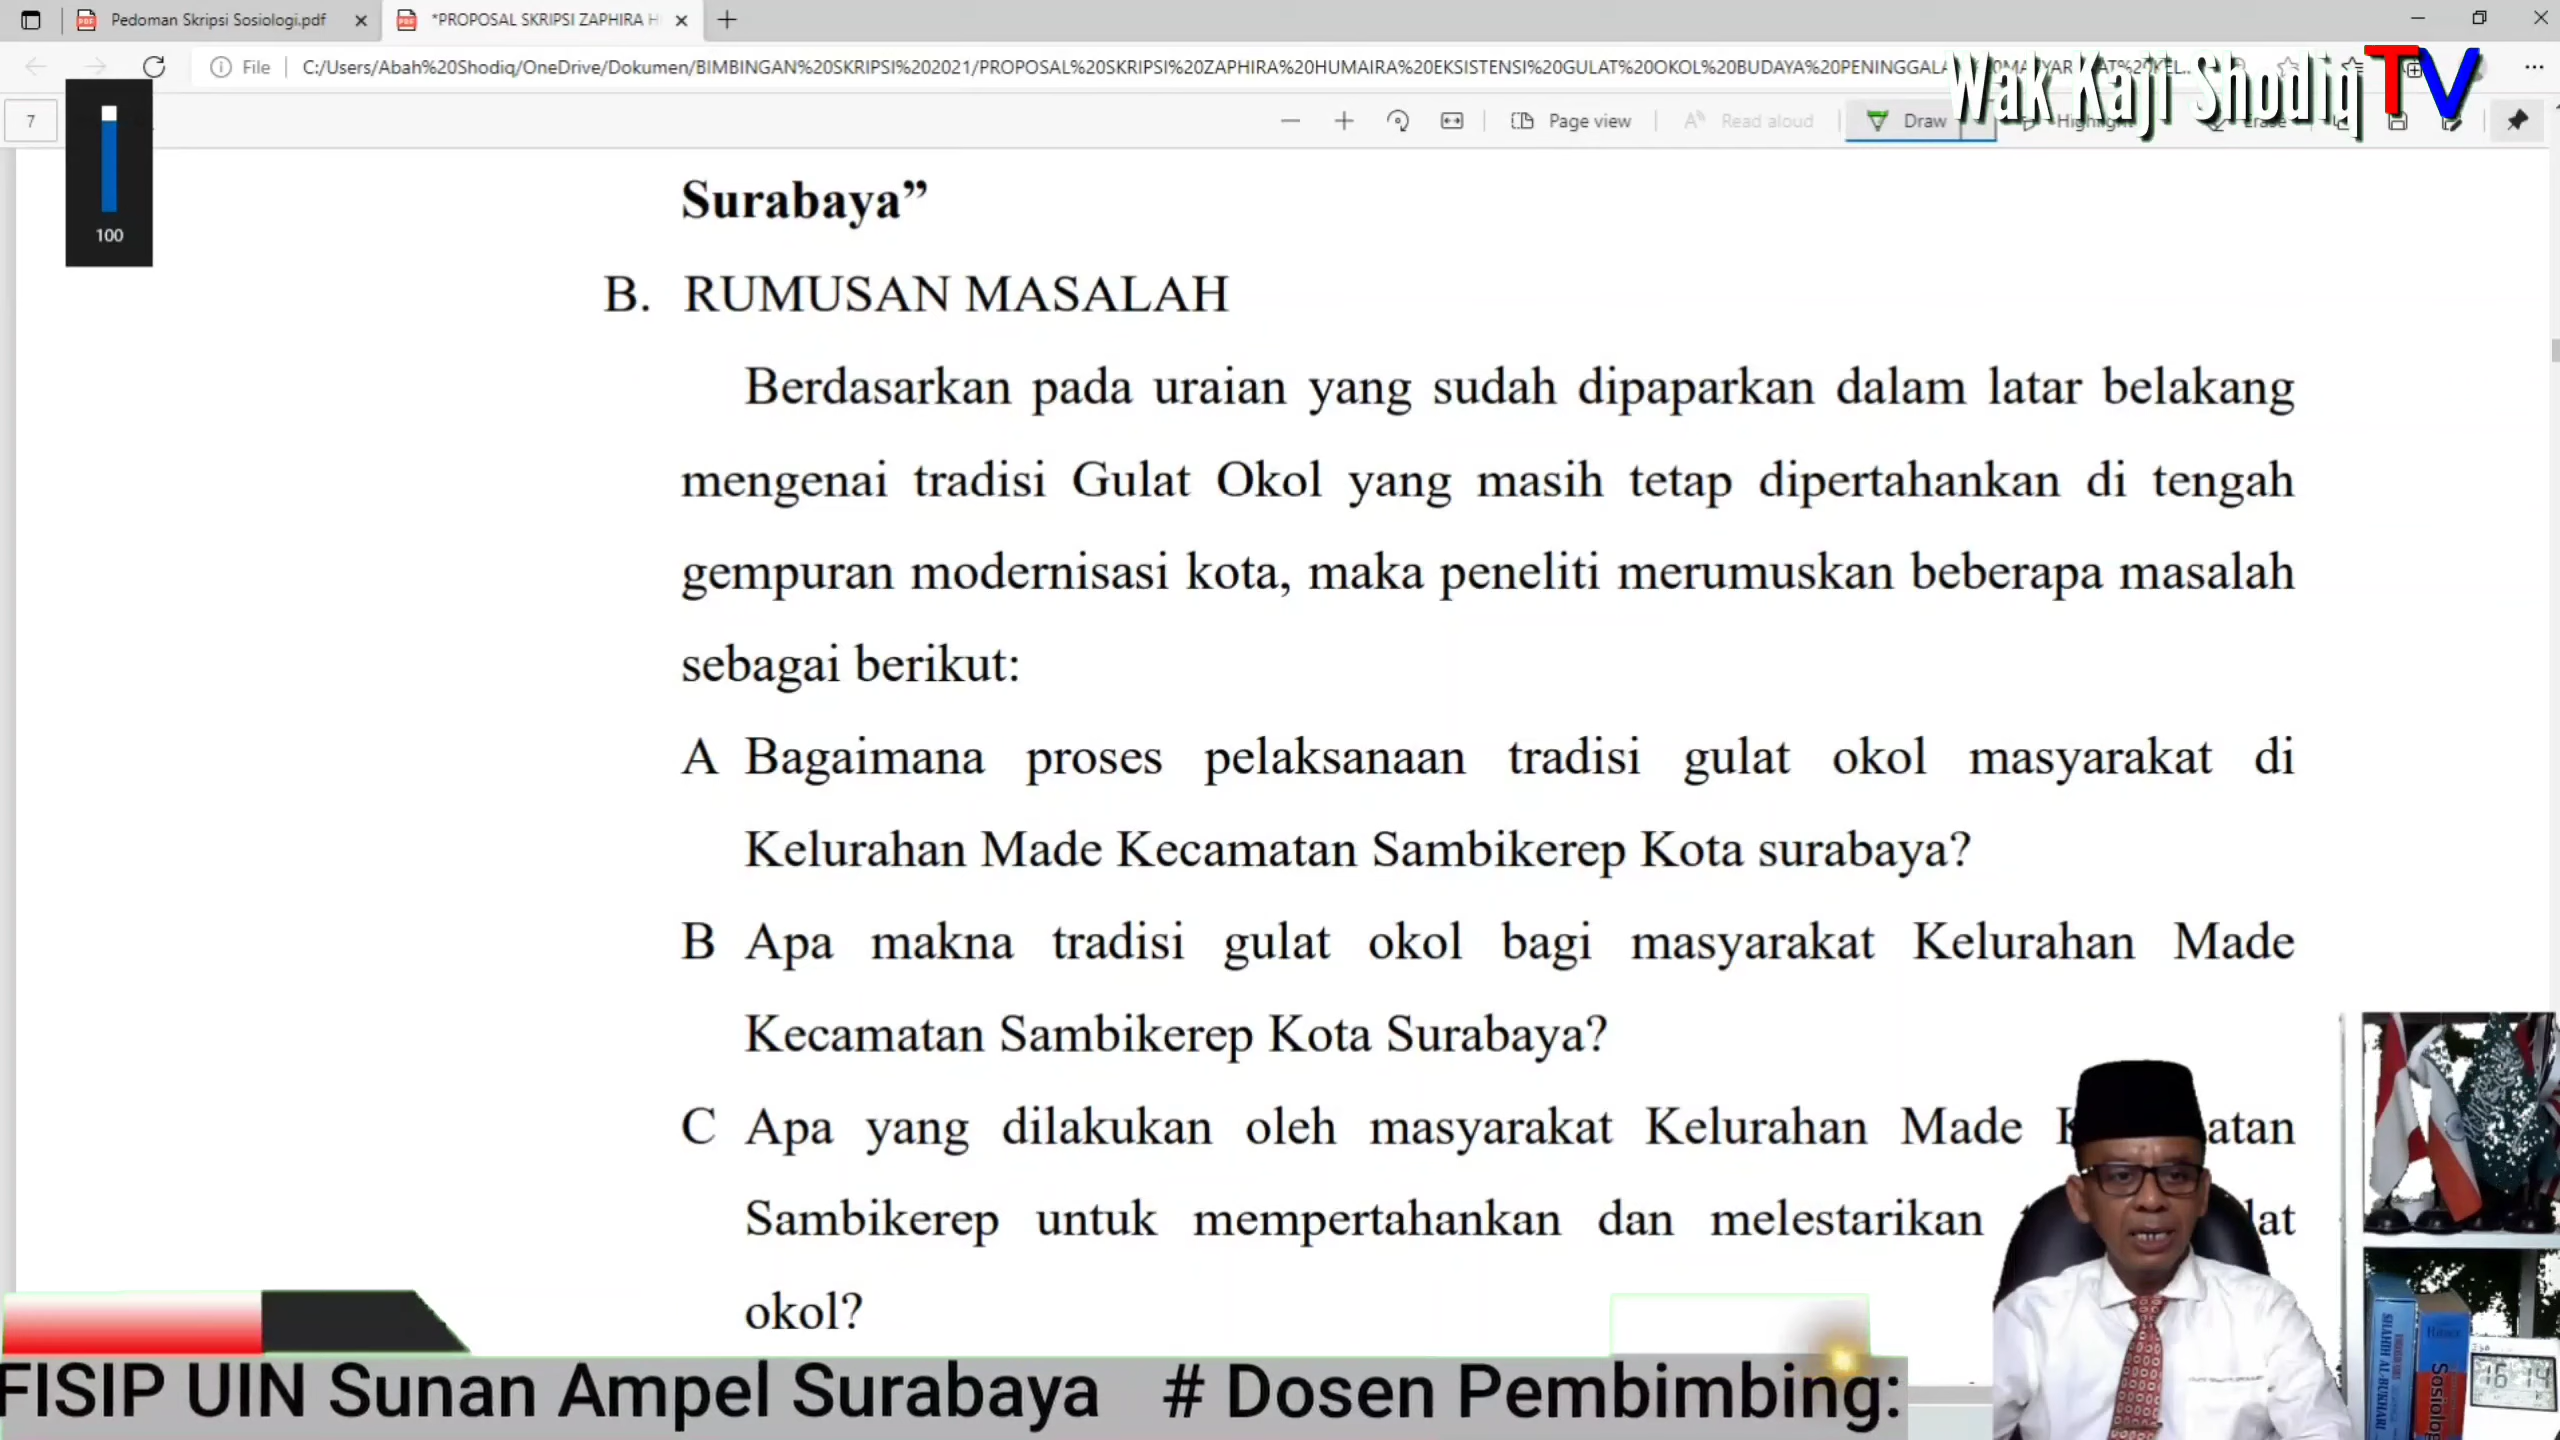 Pedoman Skripsi Sosiologi.pdf
*PROPOSAL SKRIPSI ZAPHIRA H
File
C:/Users/Abah%20Shodiq/OneDrive/Dokumen/BIMBINGAN%20SKRIPSI%202021/PROPOSAL%20SKRIPSI%20ZAPHIRA%20HUMAIRA%20EKSISTENSI%20GULAT%20OKOL%20BUDAYA%20PENINGGALA
Wak Kaji Shodiq TV
7
Page view
Read aloud
Draw
Highlight
Erase
100
Surabaya”
B. RUMUSAN MASALAH
Berdasarkan pada uraian yang sudah dipaparkan dalam latar belakang
mengenai tradisi Gulat Okol yang masih tetap dipertahankan di tengah
gempuran modernisasi kota, maka peneliti merumuskan beberapa masalah
sebagai berikut:
A Bagaimana proses pelaksanaan tradisi gulat okol masyarakat di
Kelurahan Made Kecamatan Sambikerep Kota surabaya?
B Apa makna tradisi gulat okol bagi masyarakat Kelurahan Made
Kecamatan Sambikerep Kota Surabaya?
C Apa yang dilakukan oleh masyarakat Kelurahan Made K atan
Sambikerep untuk mempertahankan dan melestarikan lat
okol?
FISIP UIN Sunan Ampel Surabaya # Dosen Pembimbing:
SHAHIH AL-BUKHARI